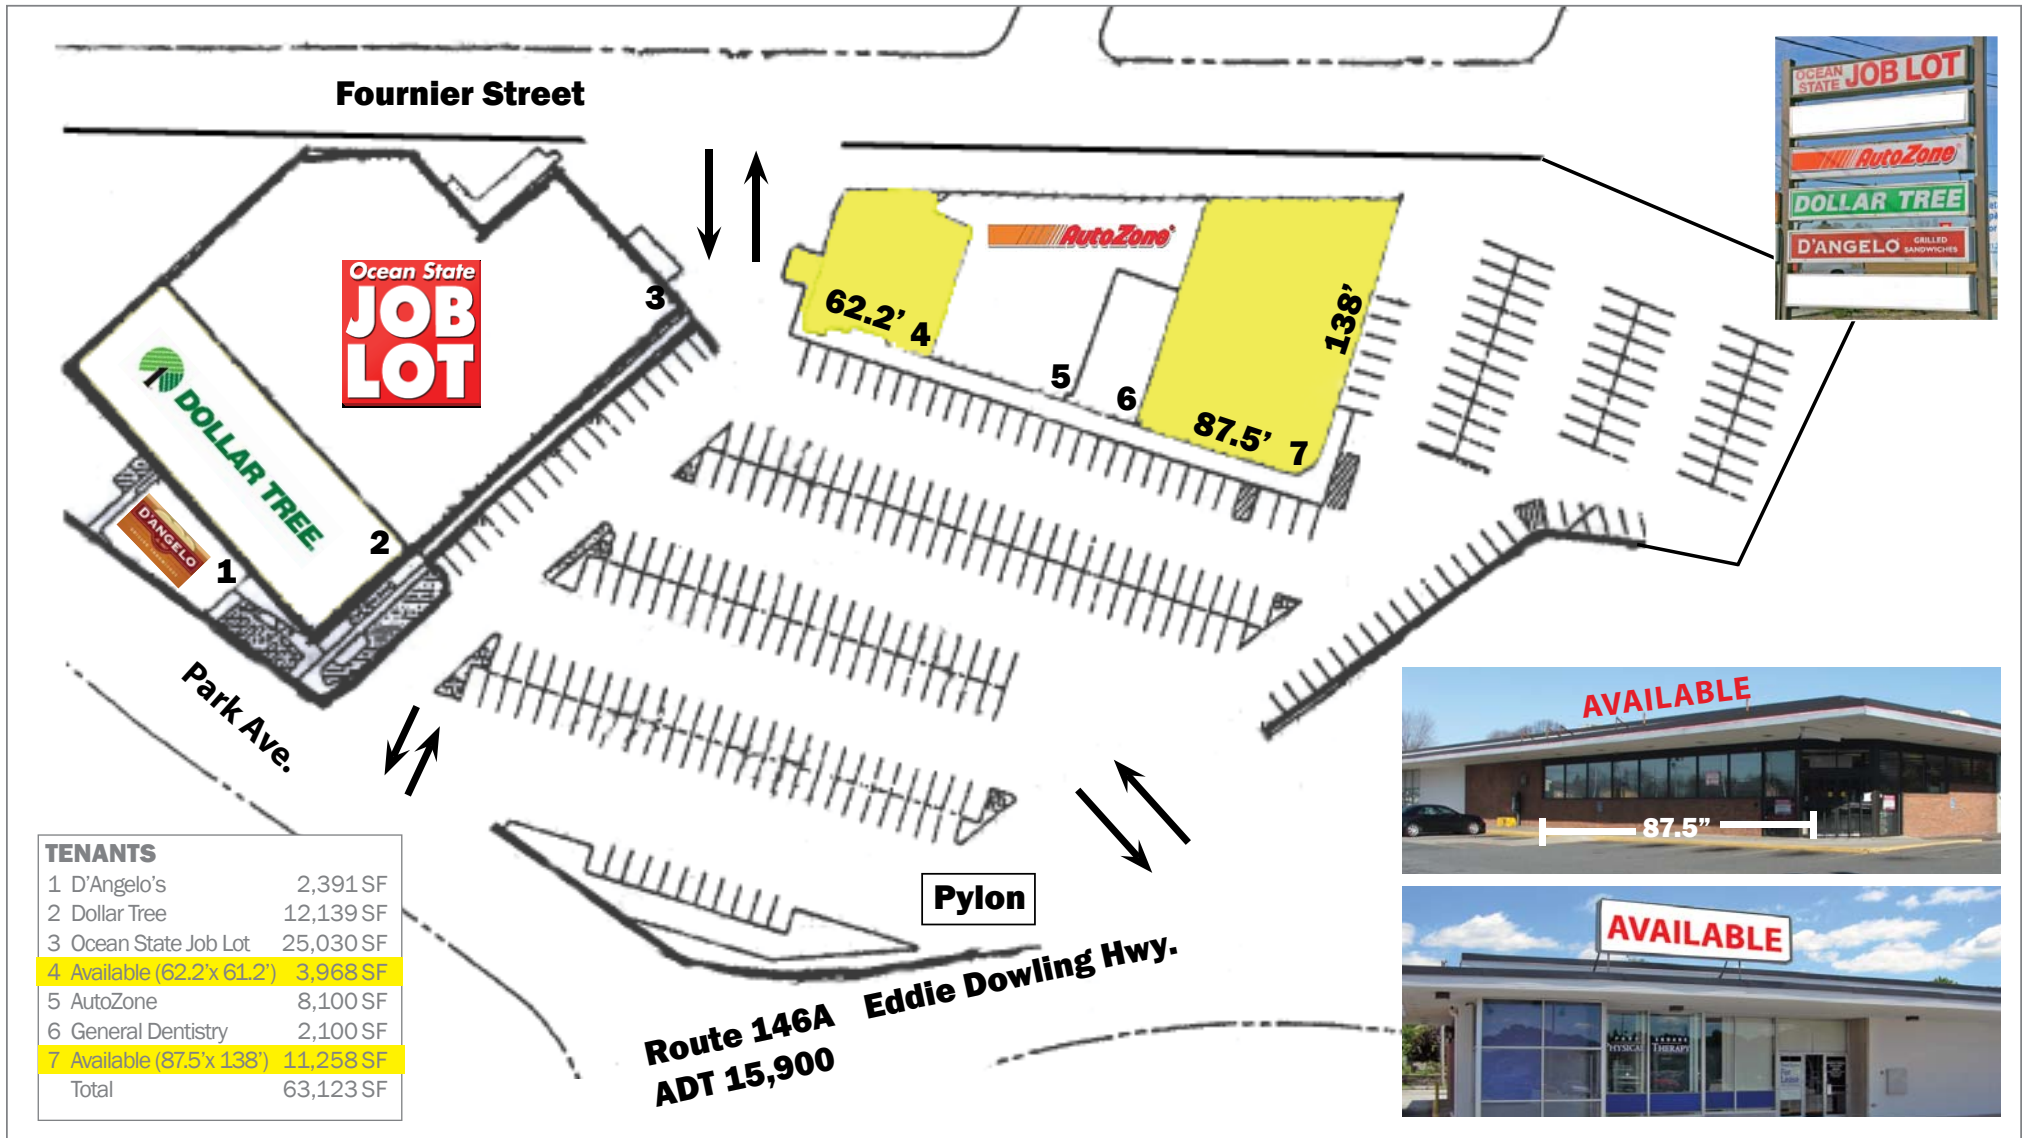 Fournier Street
OCEAN STATE JOB LOT
AutoZone
DOLLAR TREE
D'ANGELO GRILLED SANDWICHES
Ocean State
JOB
LOT
3
AutoZone
62.2’ 4
138’
5
6
87.5’ 7
DOLLAR TREE
2
D'ANGELO
1
Park Ave.
AVAILABLE
87.5”
AVAILABLE
PHYSICAL THERAPY
For Lease
Pylon
Route 146A Eddie Dowling Hwy.
ADT 15,900
TENANTS
1 D’Angelo’s 2,391 SF
2 Dollar Tree 12,139 SF
3 Ocean State Job Lot 25,030 SF
4 Available (62.2’x 61.2’) 3,968 SF
5 AutoZone 8,100 SF
6 General Dentistry 2,100 SF
7 Available (87.5’x 138’) 11,258 SF
Total 63,123 SF